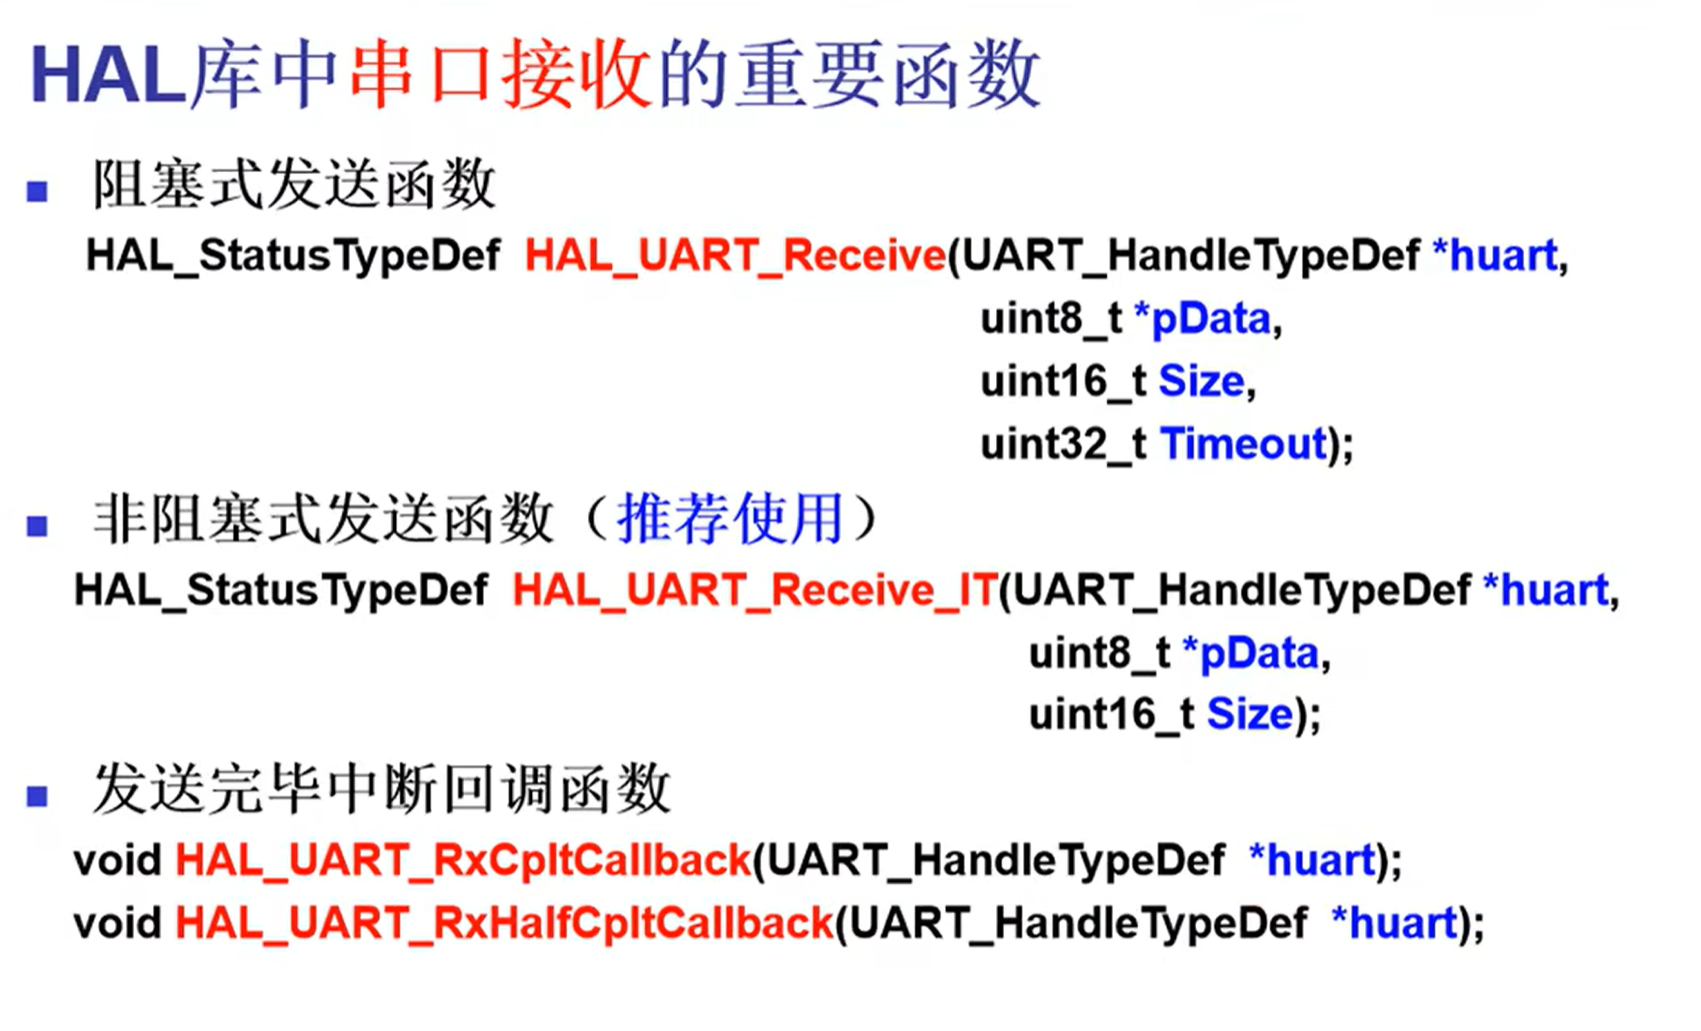 HAL库中串口接收的重要函数
阻塞式发送函数
HAL_StatusTypeDef HAL_UART_Receive(UART_HandleTypeDef *huart,
uint8_t *pData,
uint16_t Size,
uint32_t Timeout);
非阻塞式发送函数（推荐使用）
HAL_StatusTypeDef HAL_UART_Receive_IT(UART_HandleTypeDef *huart,
uint8_t *pData,
uint16_t Size);
发送完毕中断回调函数
void HAL_UART_RxCpltCallback(UART_HandleTypeDef *huart);
void HAL_UART_RxHalfCpltCallback(UART_HandleTypeDef *huart);